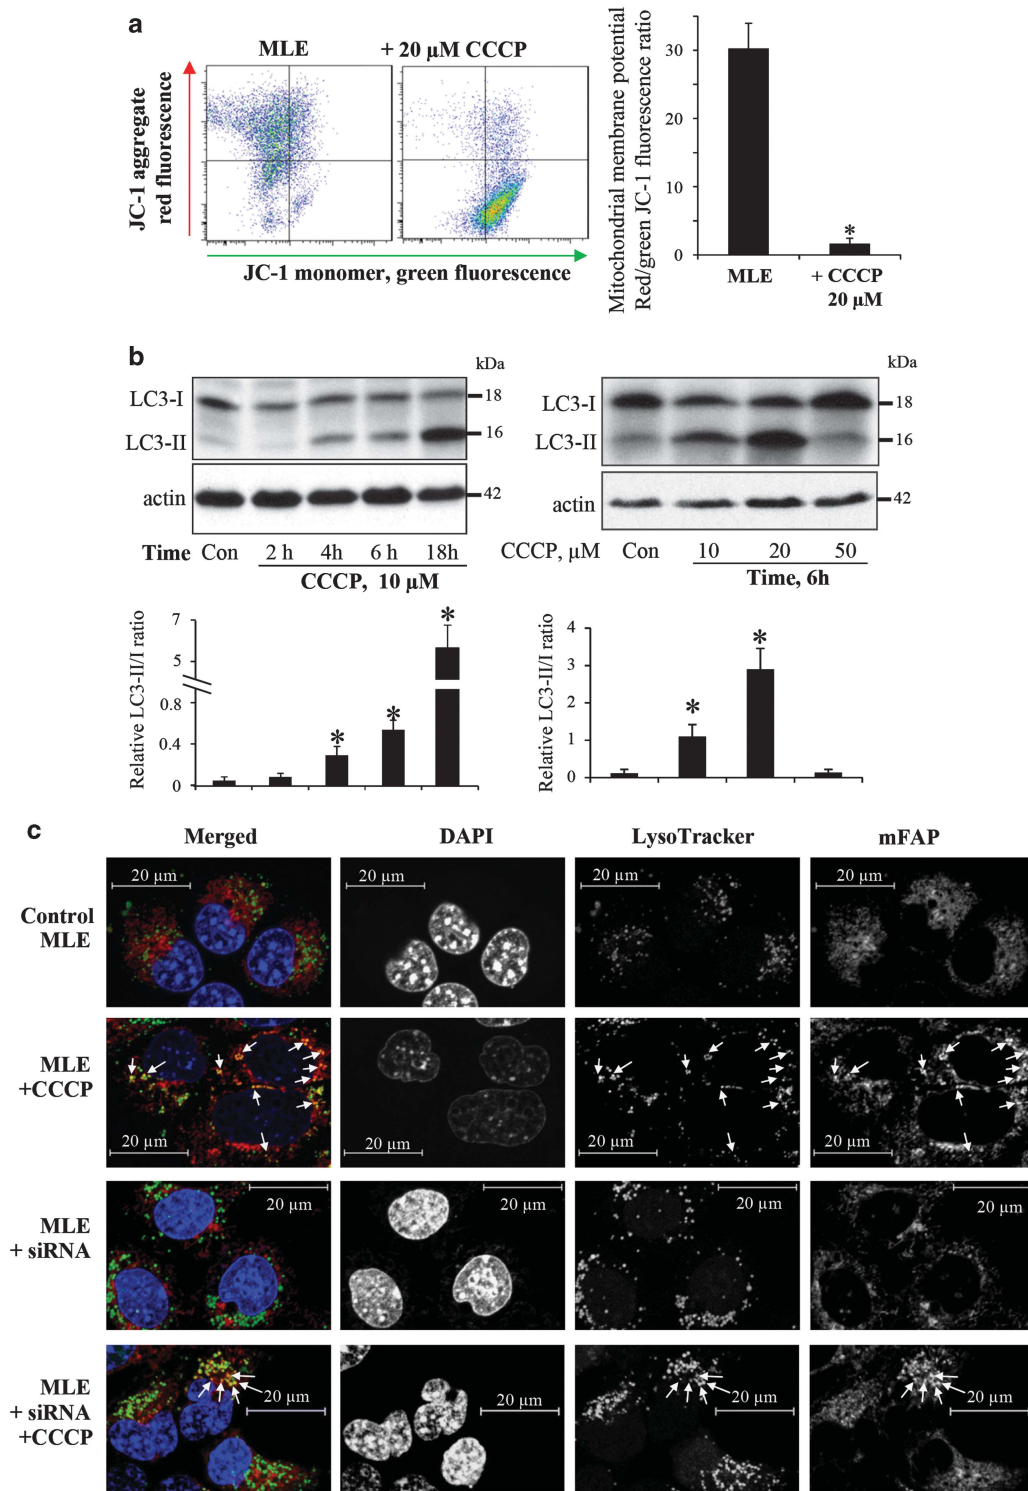 a
MLE
+ 20 µM CCCP
JC-1 aggregate
red fluorescence
JC-1 monomer, green fluorescence
Mitochondrial membrane potential
Red/green JC-1 fluorescence ratio
30
20
10
0
*
MLE
+ CCCP
20 µM
b
kDa
LC3-I
18
LC3-II
16
actin
42
Time Con 2 h 4h 6 h 18h
CCCP, 10 µM
kDa
LC3-I
18
LC3-II
16
actin
42
CCCP, µM Con 10 20 50
Time, 6h
Relative LC3-II/I ratio
7
5
0.8
0.4
0
* * *
Relative LC3-II/I ratio
4
3
2
1
0
* *
c
Merged DAPI LysoTracker mFAP
Control
MLE
20 µm 20 µm 20 µm 20 µm
MLE
+CCCP
20 µm 20 µm 20 µm 20 µm
MLE
+ siRNA
20 µm 20 µm 20 µm 20 µm
MLE
+ siRNA
+CCCP
20 µm 20 µm 20 µm 20 µm